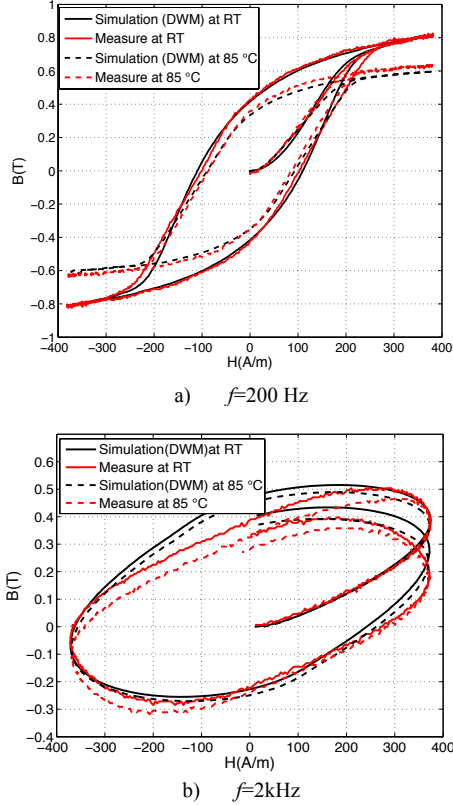 1
0.8
0.6
0.4
0.2
0
−0.2
−0.4
−0.6
−0.8
−1
B(T)
Simulation (DWM) at RT
Measure at RT
Simulation (DWM) at 85 °C
Measure at 85 °C
−400 −300 −200 −100 0 100 200 300 400
H(A/m)
a) f=200 Hz
0.6
0.5
0.4
0.3
0.2
0.1
0
−0.1
−0.2
−0.3
−0.4
B(T)
Simulation(DWM)at RT
Measure at RT
Simulation(DWM) at 85 °C
Measure at 85 °C
−400 −300 −200 −100 0 100 200 300 400
H(A/m)
b) f=2kHz